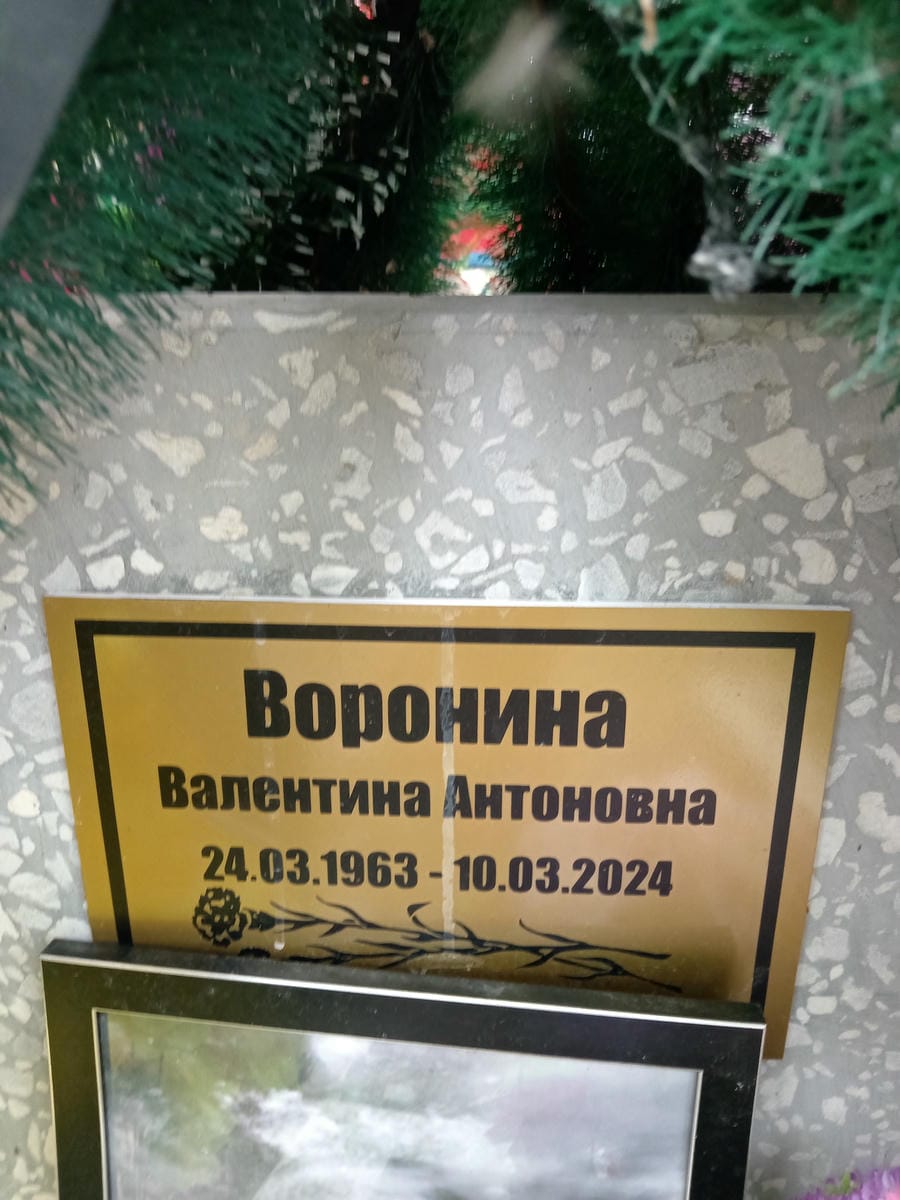 Воронина
Валентина Антоновна
24.03.1963 - 10.03.2024